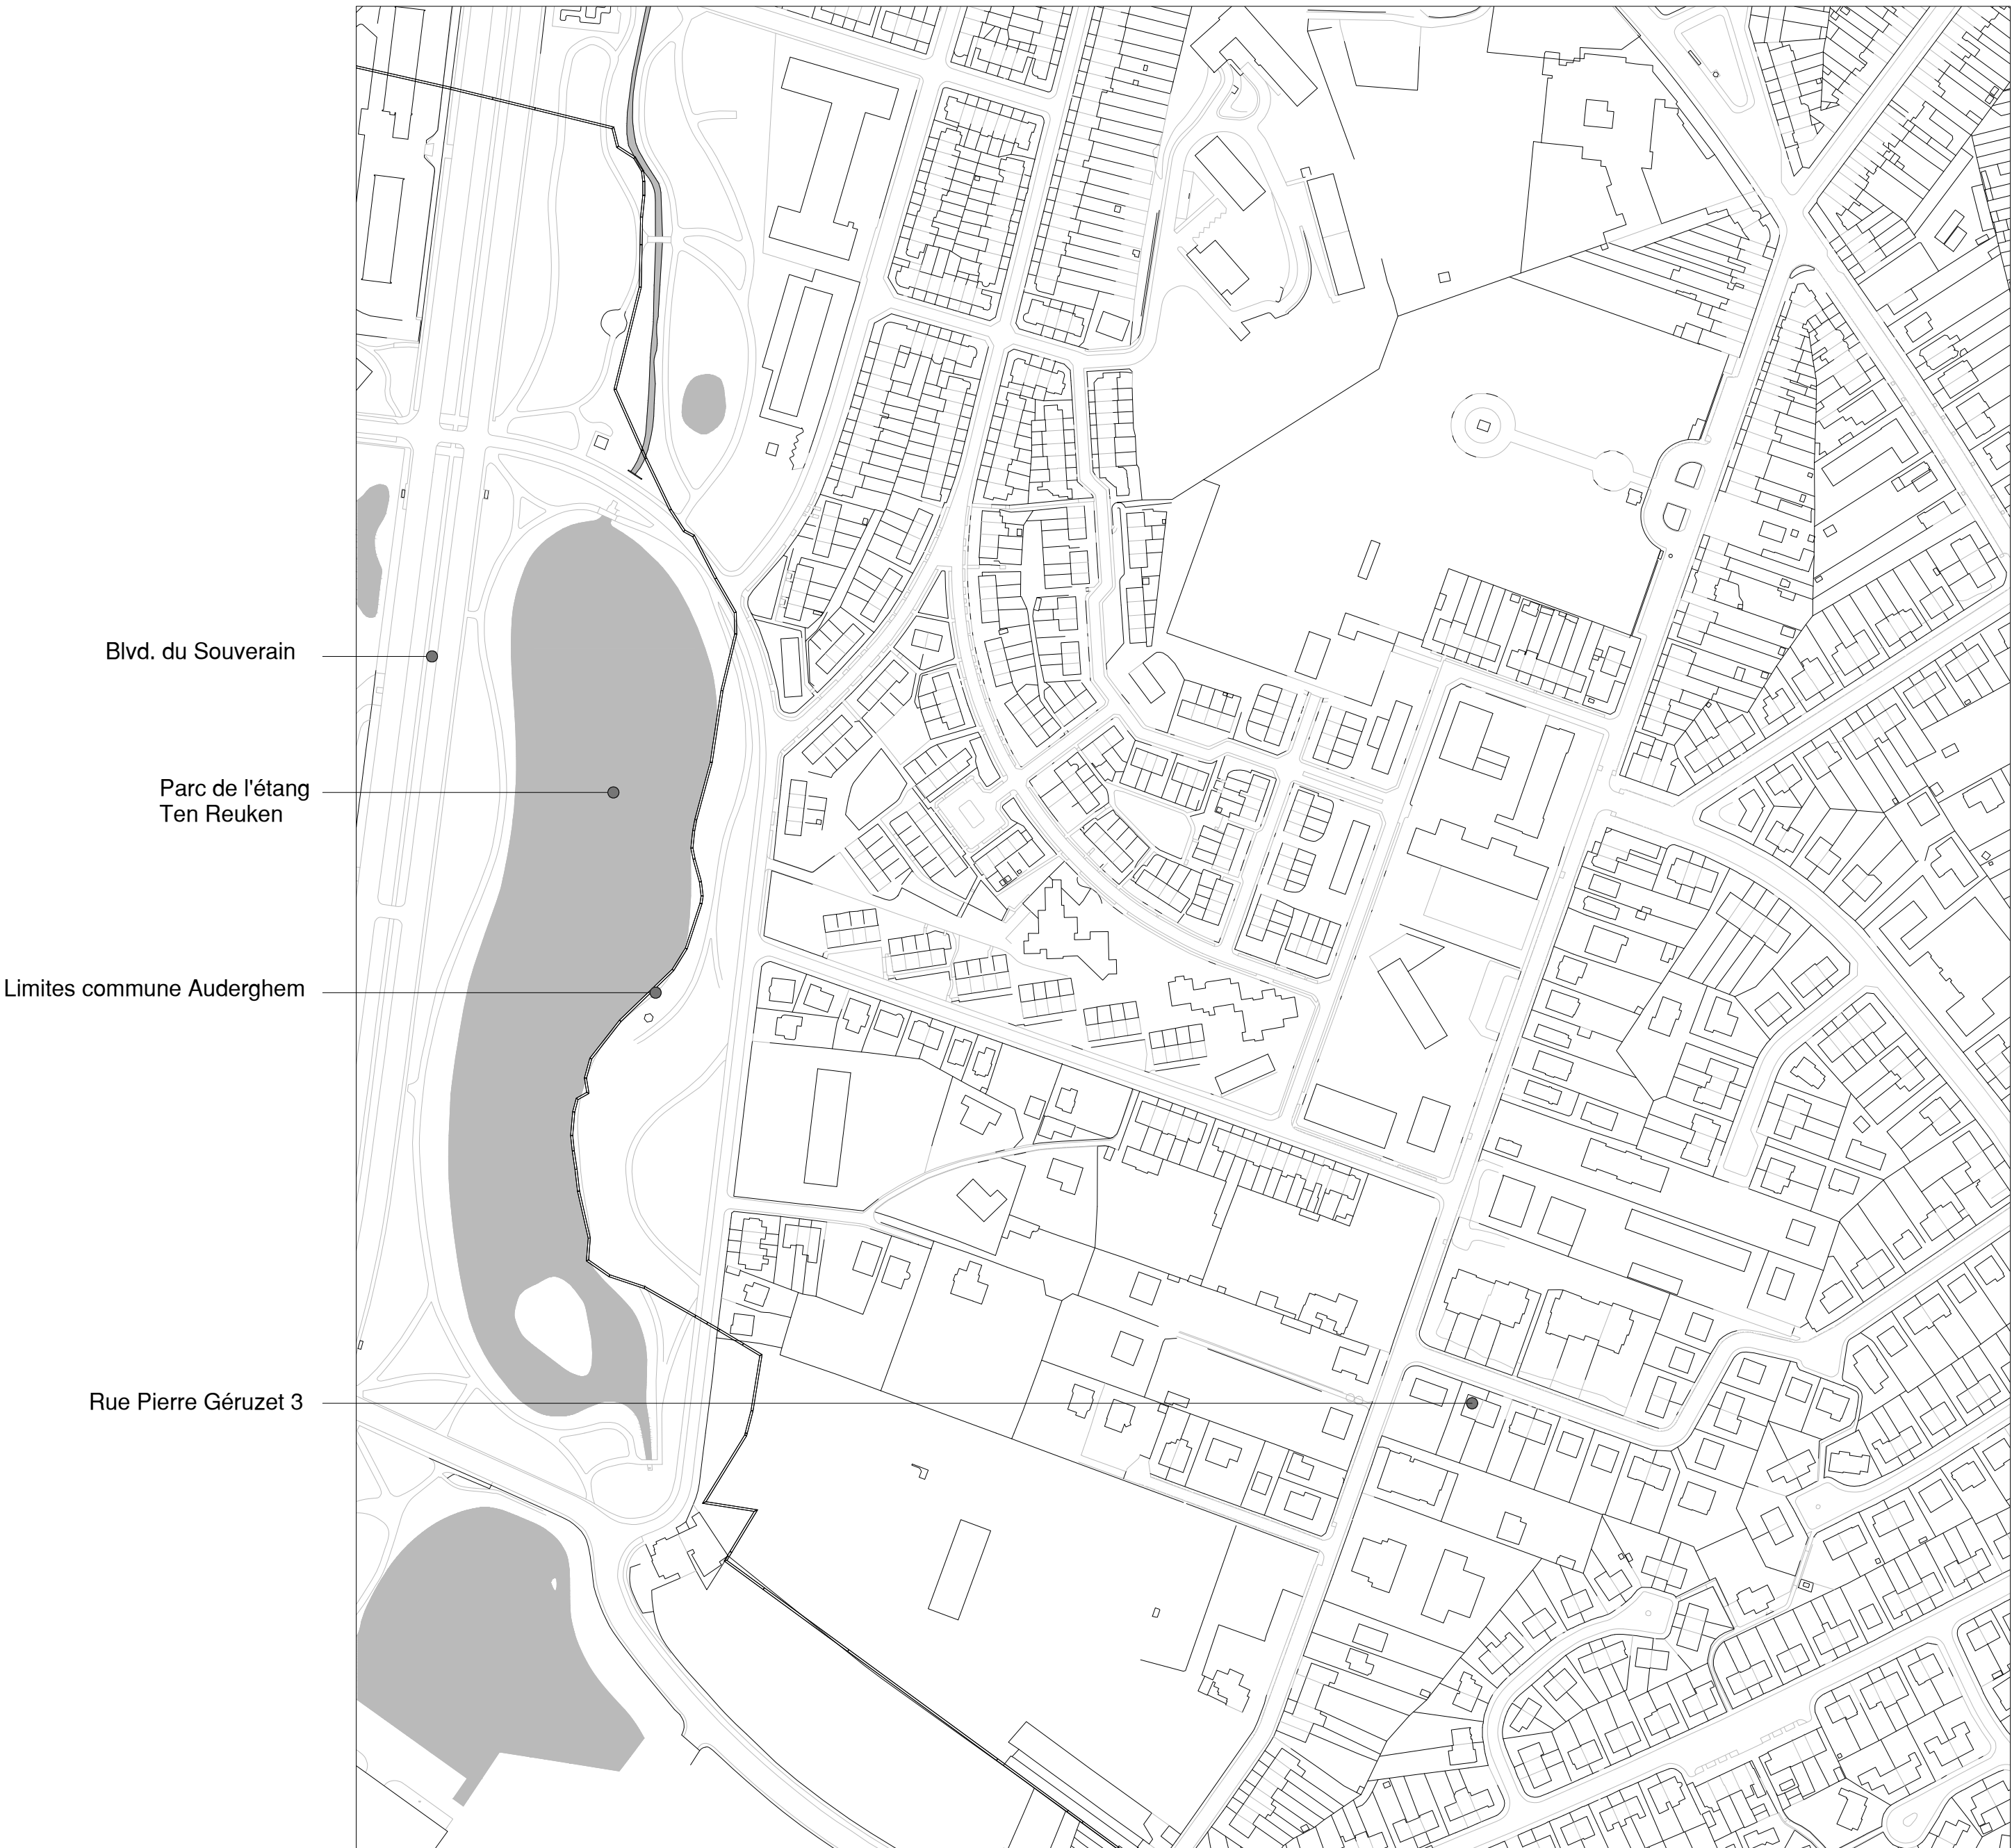 Blvd. du Souverain
Parc de l'étang
Ten Reuken
Limites commune Auderghem
Rue Pierre Géruzet 3